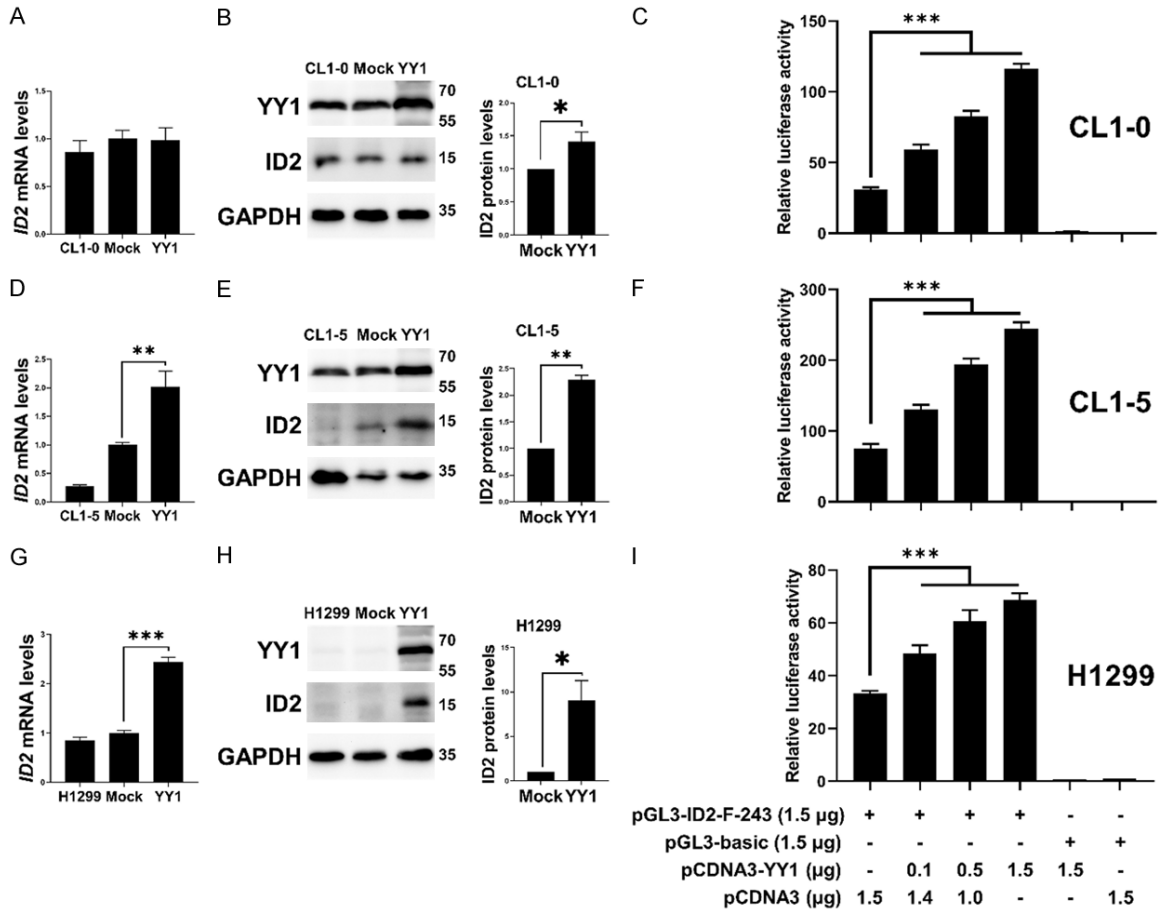 A
ID2 mRNA levels
1.5
1.0
0.5
0.0
CL1-0 Mock YY1
B
CL1-0 Mock YY1
YY1
70
55
ID2
15
GAPDH
35
CL1-0
*
ID2 protein levels
2.0
1.5
1.0
0.5
0.0
Mock YY1
C
***
Relative luciferase activity
150
100
50
0
CL1-0
D
**
ID2 mRNA levels
2.5
2.0
1.5
1.0
0.5
0.0
CL1-5 Mock YY1
E
CL1-5 Mock YY1
YY1
70
55
ID2
15
GAPDH
35
CL1-5
**
ID2 protein levels
2.5
2.0
1.5
1.0
0.5
0.0
Mock YY1
F
***
Relative luciferase activity
300
200
100
0
CL1-5
G
***
ID2 mRNA levels
3
2
1
0
H1299 Mock YY1
H
H1299 Mock YY1
YY1
70
55
ID2
15
GAPDH
35
H1299
*
ID2 protein levels
15
10
5
0
Mock YY1
I
***
Relative luciferase activity
80
60
40
20
0
H1299
pGL3-ID2-F-243 (1.5 µg) + + + + - -
pGL3-basic (1.5 µg) - - - - + +
pCDNA3-YY1 (µg) - 0.1 0.5 1.5 1.5 -
pCDNA3 (µg) 1.5 1.4 1.0 - - 1.5